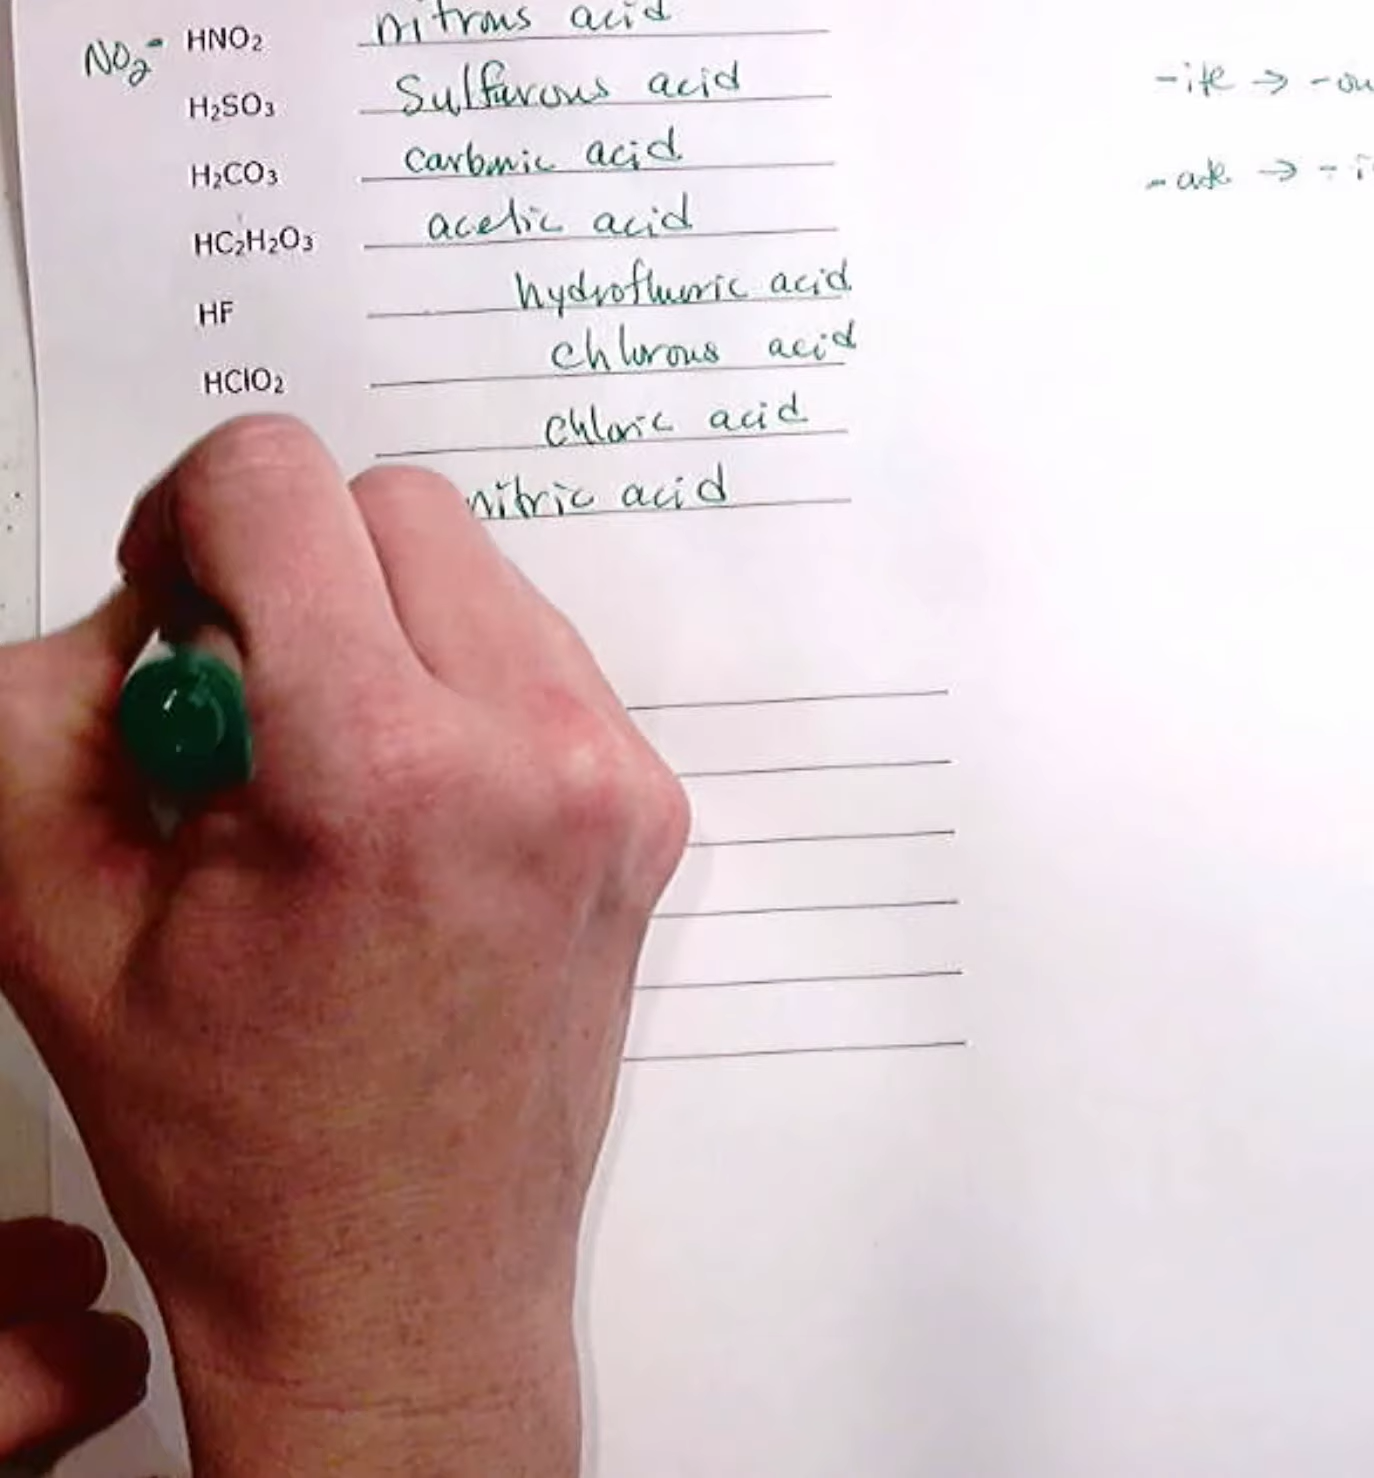 NO₂⁻ HNO₂ nitrous acid
H₂SO₃ Sulfurous acid -ite → -ou
H₂CO₃ carbonic acid -ate → -i
HC₂H₂O₃ acetic acid
HF hydrofluoric acid
HClO₂ chlorous acid
chloric acid
nitric acid